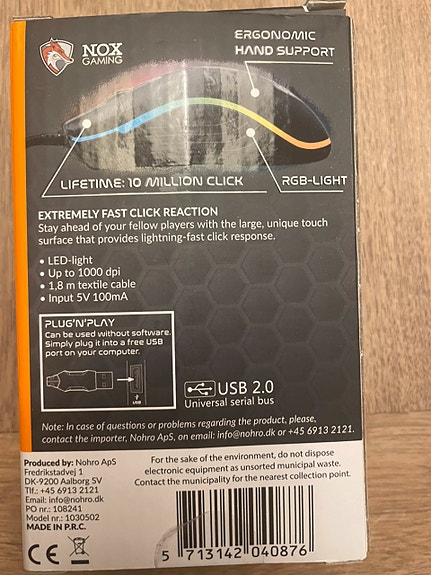 NOX
GAMING
ERGONOMIC
HAND SUPPORT
LIFETIME: 10 MILLION CLICK
RGB-LIGHT
EXTREMELY FAST CLICK REACTION
Stay ahead of your fellow players with the large, unique touch
surface that provides lightning-fast click response.
• LED-light
• Up to 1000 dpi
• 1,8 m textile cable
• Input 5V 100mA
PLUG'N'PLAY
Can be used without software.
Simply plug it into a free USB
port on your computer.
USB
USB 2.0
Universal serial bus
Note: In case of questions or problems regarding the product, please,
contact the importer, Nohro ApS, on email: info@nohro.dk or +45 6913 2121.
Produced by: Nohro ApS
Fredrikstadvej 1
DK-9200 Aalborg SV
Tlf.: +45 6913 2121
Email: info@nohro.dk
PO nr.: 108241
Model nr.: 1030502
MADE IN P.R.C.
CE
For the sake of the environment, do not dispose
electronic equipment as unsorted municipal waste.
Contact the municipality for the nearest collection point.
5 713142 040876